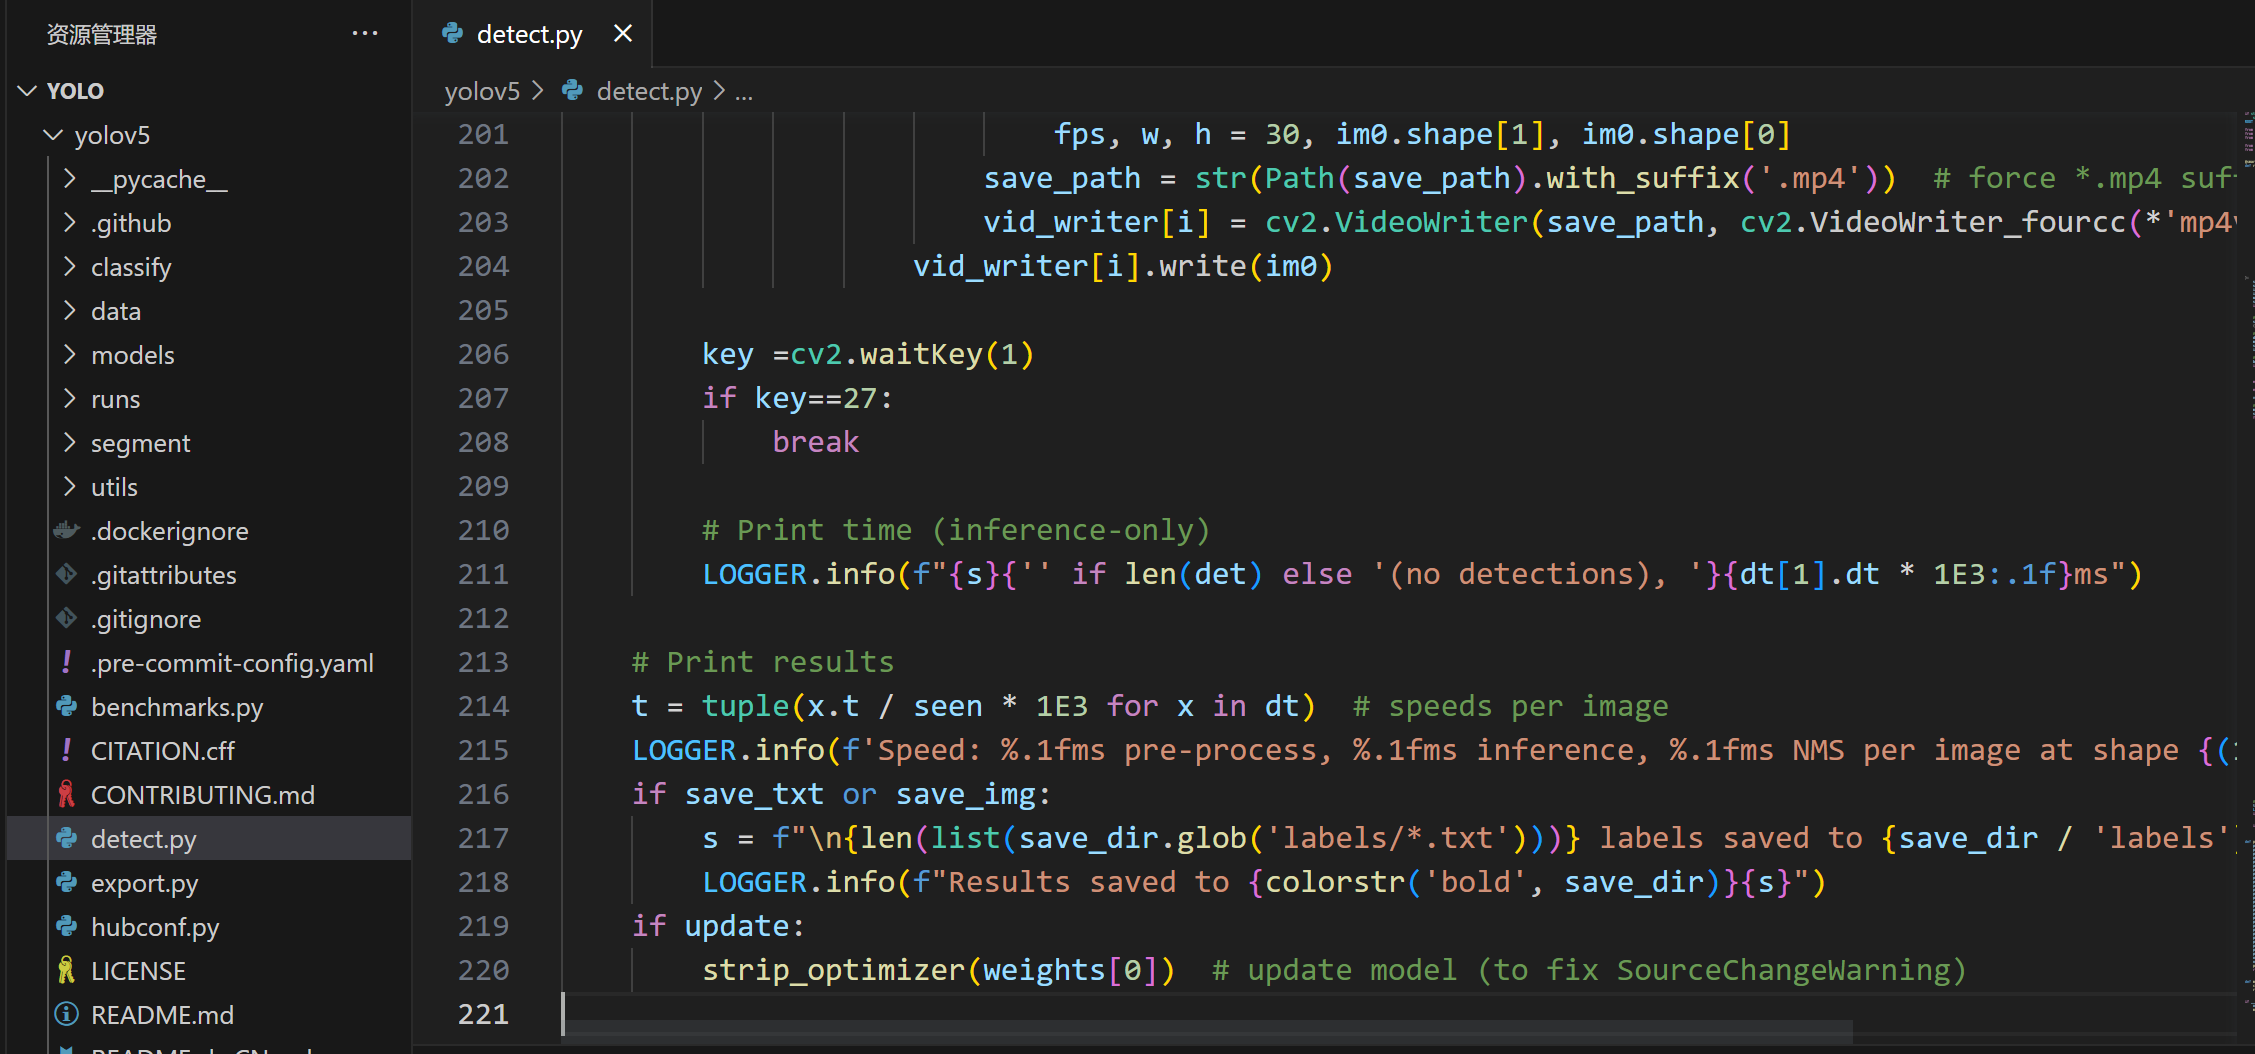 资源管理器
YOLO
yolov5
__pycache__
.github
classify
data
models
runs
segment
utils
.dockerignore
.gitattributes
.gitignore
.pre-commit-config.yaml
benchmarks.py
CITATION.cff
CONTRIBUTING.md
detect.py
export.py
hubconf.py
LICENSE
README.md
detect.py
yolov5 > detect.py > ...
201 fps, w, h = 30, im0.shape[1], im0.shape[0]
202 save_path = str(Path(save_path).with_suffix('.mp4'))  # force *.mp4 suf
203 vid_writer[i] = cv2.VideoWriter(save_path, cv2.VideoWriter_fourcc(*'mp4v
204 vid_writer[i].write(im0)
205
206 key =cv2.waitKey(1)
207 if key==27:
208 break
209
210 # Print time (inference-only)
211 LOGGER.info(f"{s}{'' if len(det) else '(no detections), '}{dt[1].dt * 1E3:.1f}ms")
212
213 # Print results
214 t = tuple(x.t / seen * 1E3 for x in dt)  # speeds per image
215 LOGGER.info(f'Speed: %.1fms pre-process, %.1fms inference, %.1fms NMS per image at shape {(
216 if save_txt or save_img:
217 s = f"\n{len(list(save_dir.glob('labels/*.txt')))} labels saved to {save_dir / 'labels'
218 LOGGER.info(f"Results saved to {colorstr('bold', save_dir)}{s}")
219 if update:
220 strip_optimizer(weights[0])  # update model (to fix SourceChangeWarning)
221